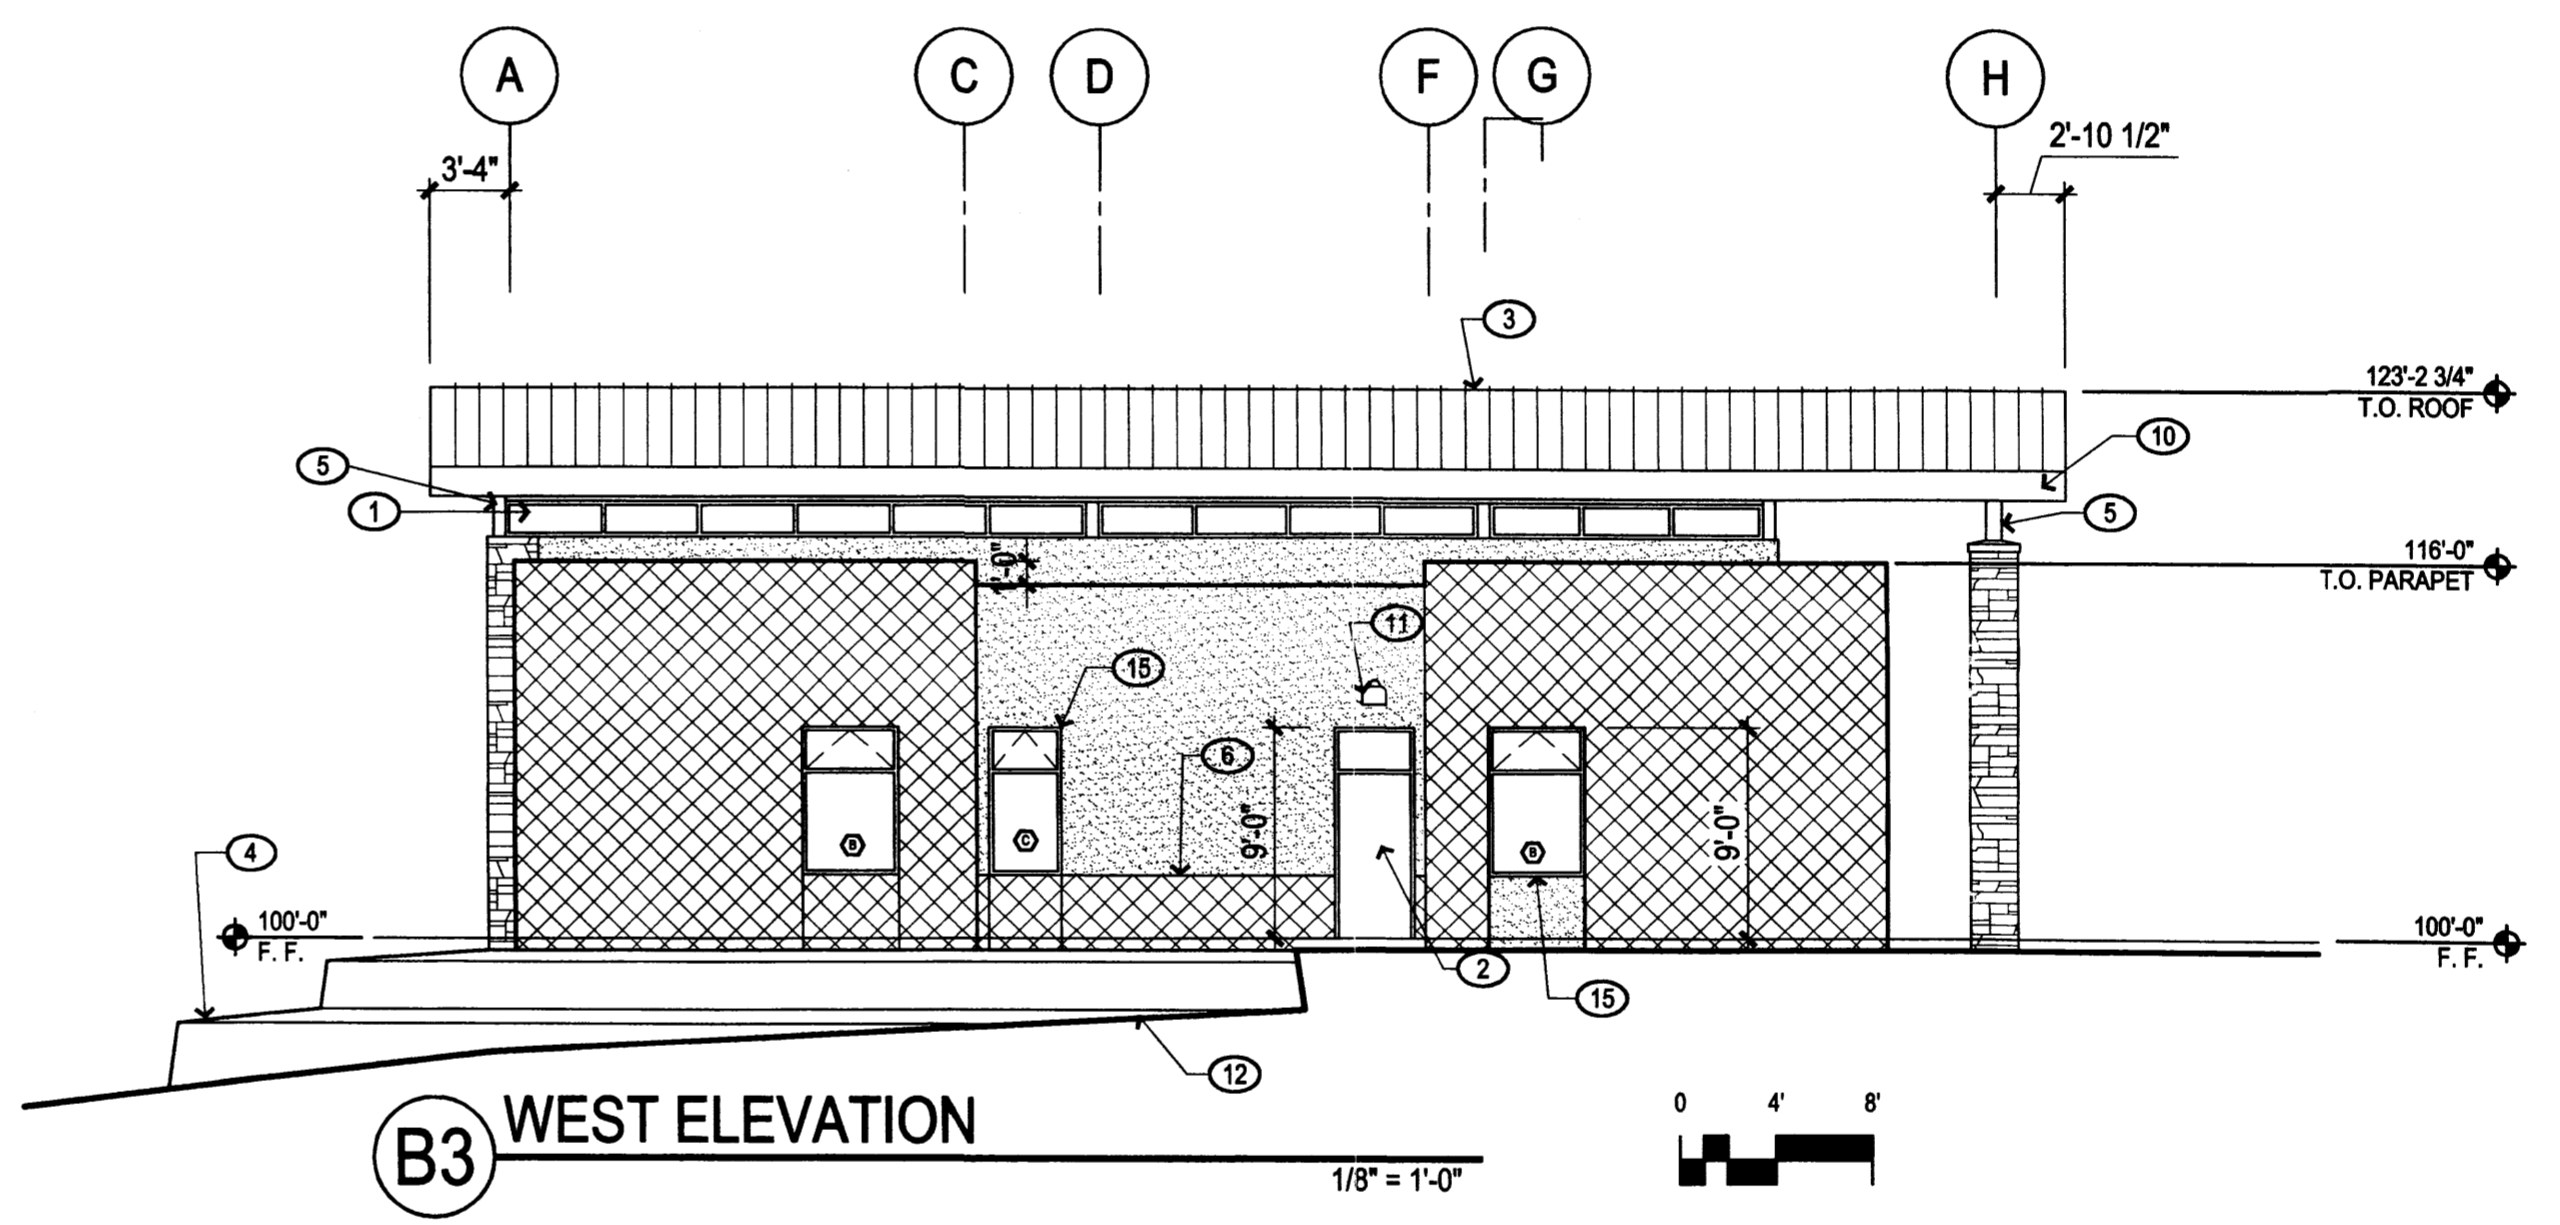 A C D F G H
3'-4" 2'-10 1/2"
3
123'-2 3/4"
T.O. ROOF
10
5
1
5
1'-0"
116'-0"
T.O. PARAPET
11
15
6
9'-0"
9'-0"
B C B
4
100'-0"
F. F.
100'-0"
F. F.
2
15
12
B3 WEST ELEVATION
1/8" = 1'-0"
0 4' 8'